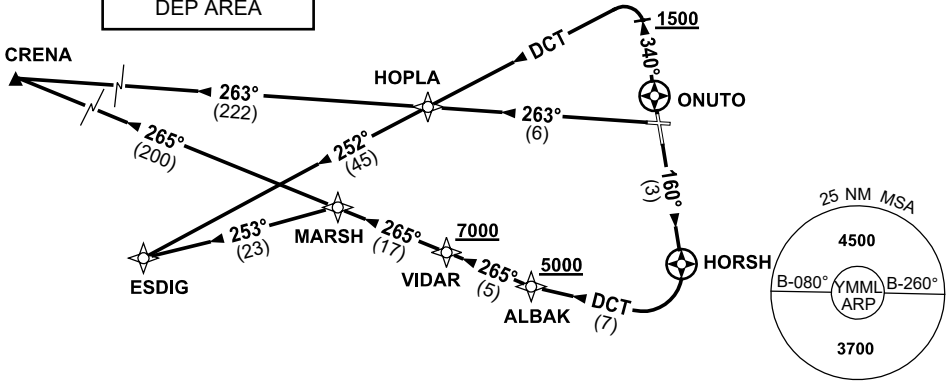 DEP AREA
1500
CRENA
DCT
340°
HOPLA
263°
(222)
ONUTO
263°
(6)
265°
(200)
252°
(45)
160°
(3)
25 NM MSA
4500
253°
(23)
MARSH
265°
(17)
7000
HORSH
B-080°
YMML
ARP
B-260°
ESDIG
VIDAR
265°
(5)
5000
ALBAK
DCT
(7)
3700